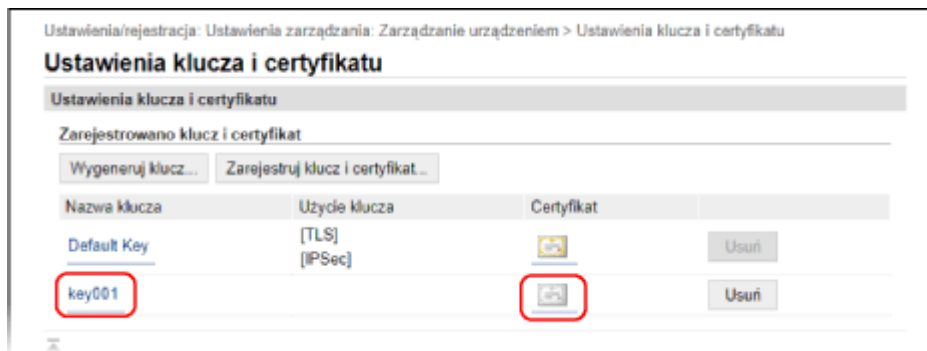 Ustawienia/rejestracja: Ustawienia zarządzania: Zarządzanie urządzeniem > Ustawienia klucza i certyfikatu
Ustawienia klucza i certyfikatu
Ustawienia klucza i certyfikatu
Zarejestrowano klucz i certyfikat
Wygeneruj klucz... Zarejestruj klucz i certyfikat...
Nazwa klucza Użycie klucza Certyfikat
Default Key [TLS] Usuń
[IPSec]
key001 Usuń